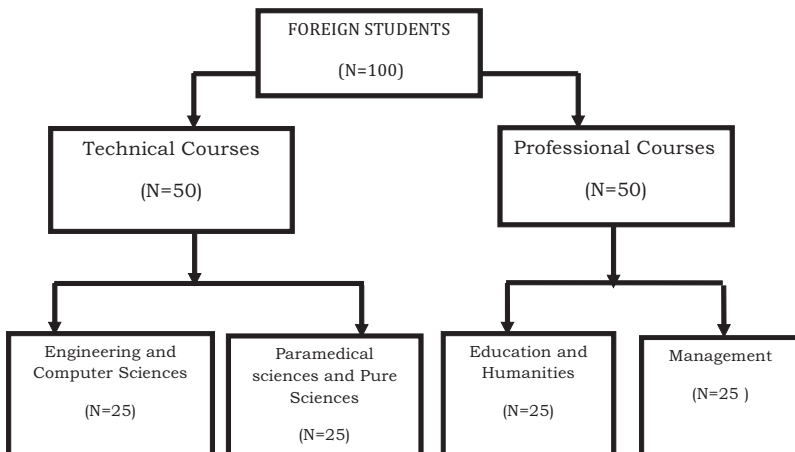 FOREIGN STUDENTS
(N=100)
Technical Courses
(N=50)
Professional Courses
(N=50)
Engineering and
Computer Sciences
(N=25)
Paramedical
sciences and Pure
Sciences
(N=25)
Education and
Humanities
(N=25)
Management
(N=25 )